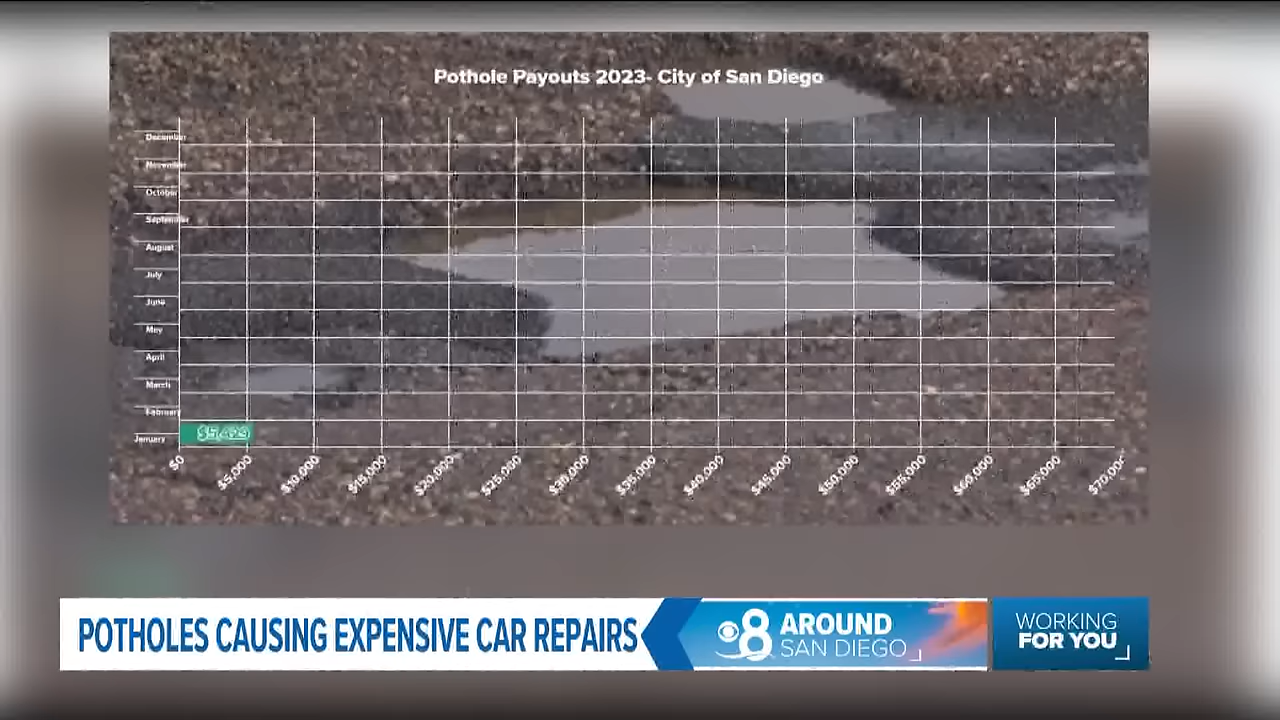 Pothole Payouts 2023- City of San Diego
December
November
October
September
August
July
June
May
April
March
February
January
$5,429
$0
$5,000
$10,000
$15,000
$20,000
$25,000
$30,000
$35,000
$40,000
$45,000
$50,000
$55,000
$60,000
$65,000
POTHOLES CAUSING EXPENSIVE CAR REPAIRS
8
AROUND
SAN DIEGO
WORKING
FOR YOU